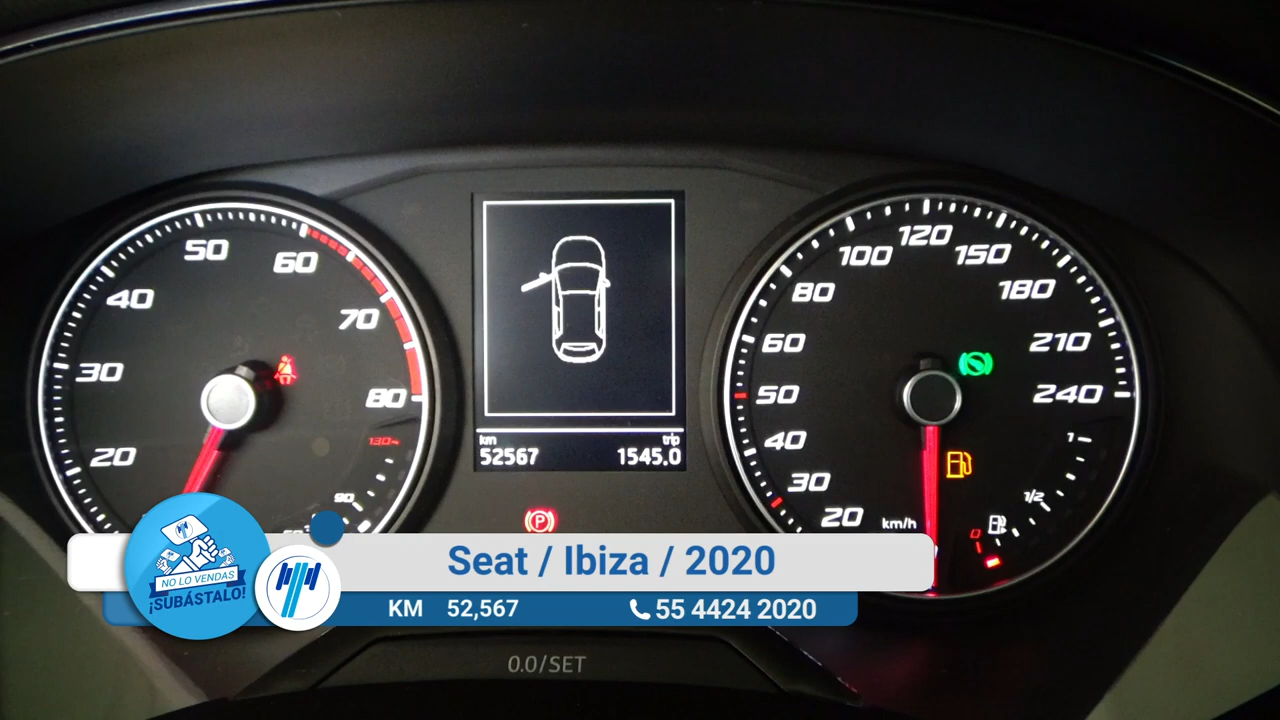 50
60
40
70
30
80
20
130
90
km trip
52567 1545.0
P
120
100 150
80 180
60 210
50 240
40
30
20
km/h
1
1/2
0
NO LO VENDAS
¡SUBÁSTALO!
Seat / Ibiza / 2020
KM 52,567 55 4424 2020
0.0/SET